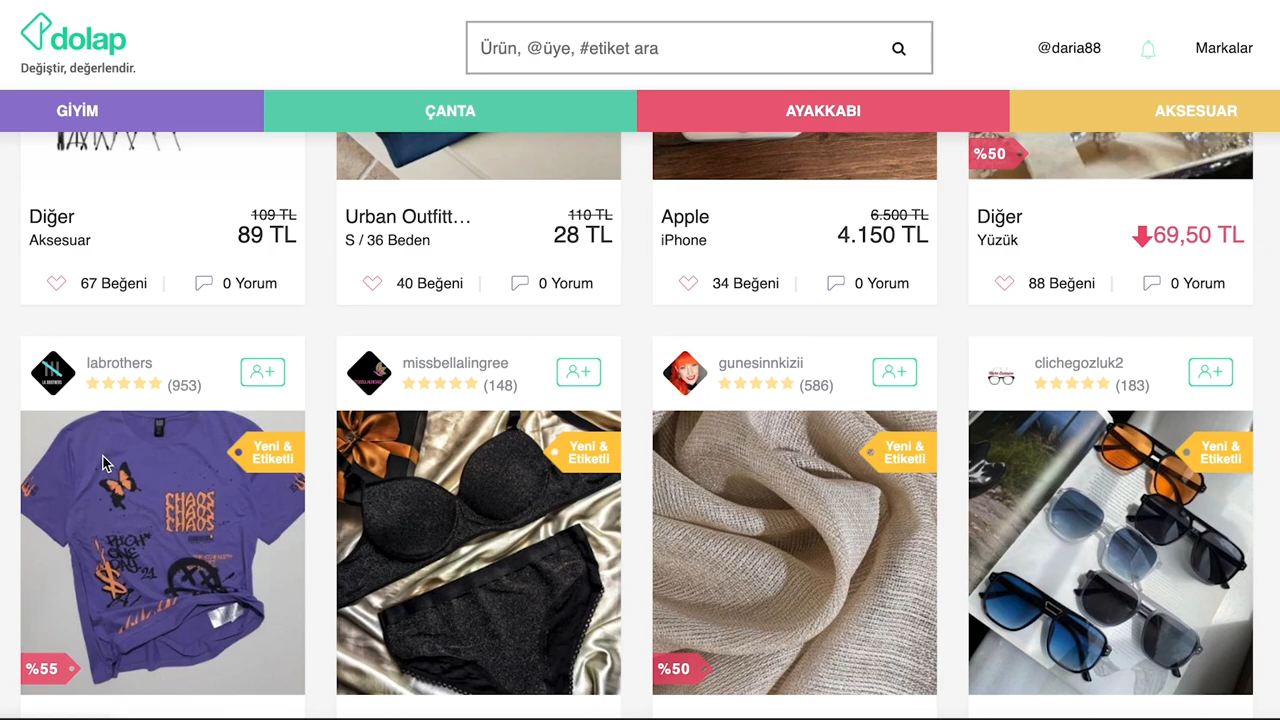 dolap
Değiştir, değerlendir.
Ürün, @üye, #etiket ara
@daria88
Markalar
GİYİM
ÇANTA
AYAKKABI
AKSESUAR
%50
Diğer
109 TL
Aksesuar
89 TL
67 Beğeni
0 Yorum
Urban Outfitt…
110 TL
S / 36 Beden
28 TL
40 Beğeni
0 Yorum
Apple
6.500 TL
iPhone
4.150 TL
34 Beğeni
0 Yorum
Diğer
Yüzük
69,50 TL
88 Beğeni
0 Yorum
labrothers
(953)
Yeni &
Etiketli
CHAOS
CHAOS
CHAOS
%55
missbellalingree
(148)
Yeni &
Etiketli
gunesinnkizii
(586)
Yeni &
Etiketli
%50
clichegozluk2
(183)
Yeni &
Etiketli